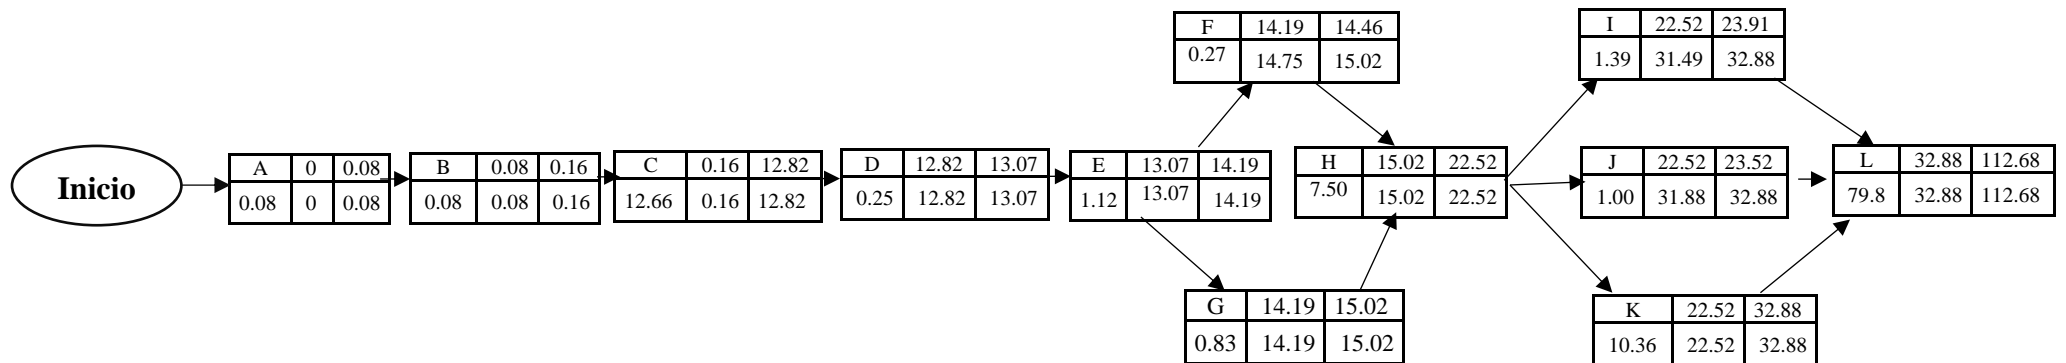 Inicio
A 0 0.08
0.08 0 0.08
B 0.08 0.16
0.08 0.08 0.16
C 0.16 12.82
12.66 0.16 12.82
D 12.82 13.07
0.25 12.82 13.07
E 13.07 14.19
1.12 13.07 14.19
F 14.19 14.46
0.27 14.75 15.02
G 14.19 15.02
0.83 14.19 15.02
H 15.02 22.52
7.50 15.02 22.52
I 22.52 23.91
1.39 31.49 32.88
J 22.52 23.52
1.00 31.88 32.88
K 22.52 32.88
10.36 22.52 32.88
L 32.88 112.68
79.8 32.88 112.68